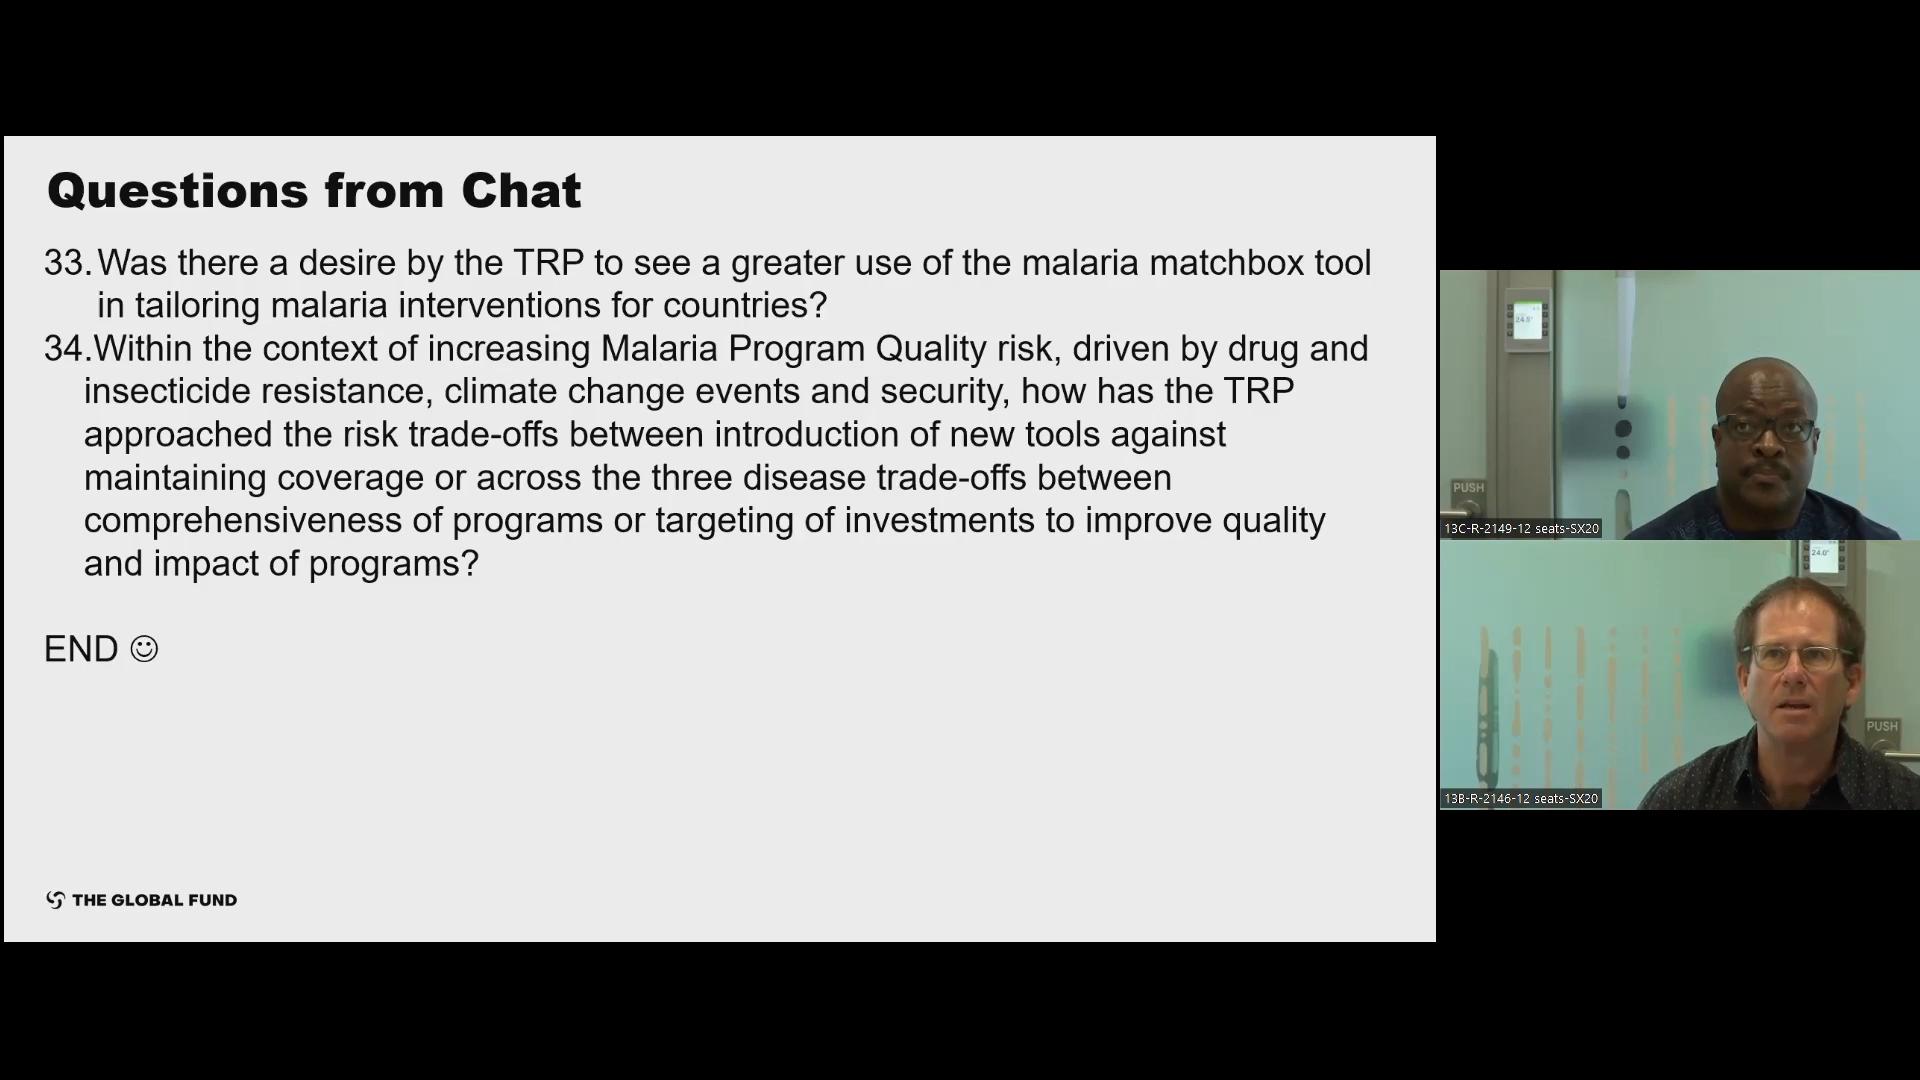 Questions from Chat
33. Was there a desire by the TRP to see a greater use of the malaria matchbox tool
in tailoring malaria interventions for countries?
34.Within the context of increasing Malaria Program Quality risk, driven by drug and
insecticide resistance, climate change events and security, how has the TRP
approached the risk trade-offs between introduction of new tools against
maintaining coverage or across the three disease trade-offs between
comprehensiveness of programs or targeting of investments to improve quality
and impact of programs?
END ☺
THE GLOBAL FUND
24.5°
PUSH
13C-R-2149-12 seats-SX20
24.0°
PUSH
13B-R-2146-12 seats-SX20